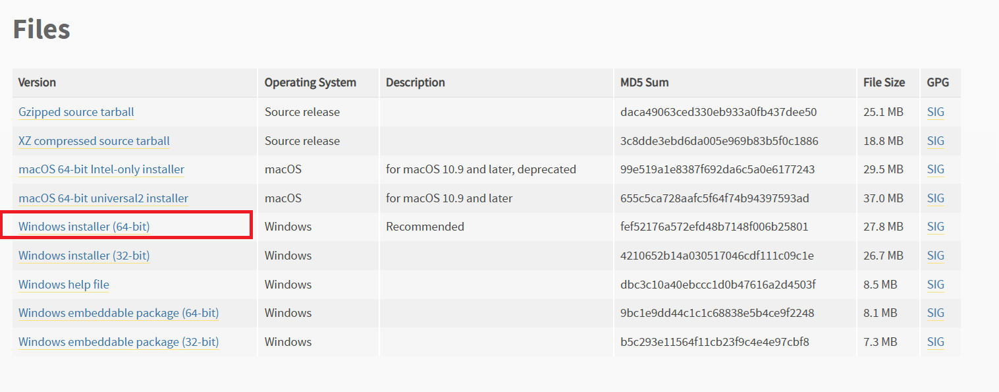 Files
Version Operating System Description MD5 Sum File Size GPG
Gzipped source tarball Source release daca49063ced330eb933a0fb437dee50 25.1 MB SIG
XZ compressed source tarball Source release 3c8dde3ebd6da005e969b83b5f0c1886 18.8 MB SIG
macOS 64-bit Intel-only installer macOS for macOS 10.9 and later, deprecated 99e519a1e8387f692da6c5a0e6177243 29.5 MB SIG
macOS 64-bit universal2 installer macOS for macOS 10.9 and later 655c5ca728aafc5f64f74b94397593ad 37.0 MB SIG
Windows installer (64-bit) Windows Recommended fef52176a572efd48b7148f006b25801 27.8 MB SIG
Windows installer (32-bit) Windows 4210652b14a030517046cdf111c09c1e 26.7 MB SIG
Windows help file Windows dbc3c10a40ebccc1d0b47616a2d4503f 8.5 MB SIG
Windows embeddable package (64-bit) Windows 9bc1e9dd44c1c1c68838e5b4ce9f2248 8.1 MB SIG
Windows embeddable package (32-bit) Windows b5c293e11564f11cb23f9c4e4e97cbf8 7.3 MB SIG